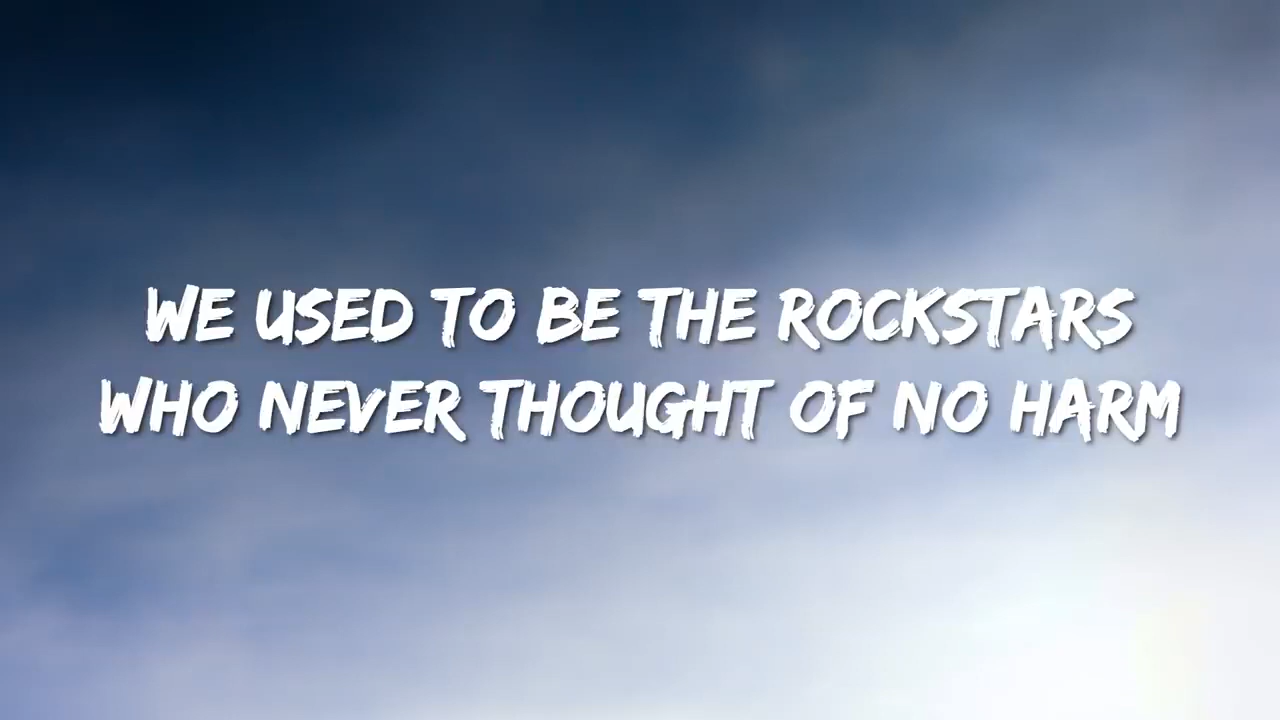 WE USED TO BE THE ROCKSTARS
WHO NEVER THOUGHT OF NO HARM